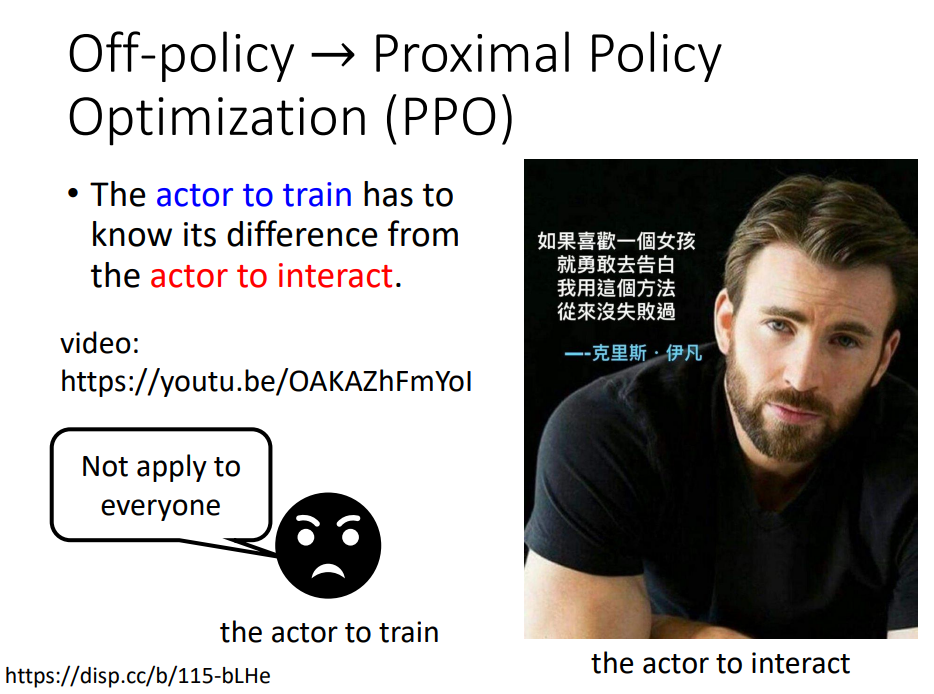 Off-policy → Proximal Policy
Optimization (PPO)
• The actor to train has to
know its difference from
the actor to interact.
video:
https://youtu.be/OAKAZhFmYoI
Not apply to
everyone
the actor to train
https://disp.cc/b/115-bLHe
如果喜歡一個女孩
就勇敢去告白
我用這個方法
從來沒失敗過
—-克里斯‧伊凡
the actor to interact